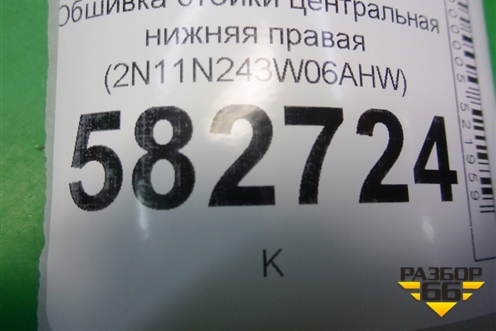 Обшивка стойки центральная
нижняя правая
(2N11N243W06AHW)
582724
К
РАЗБОР
66